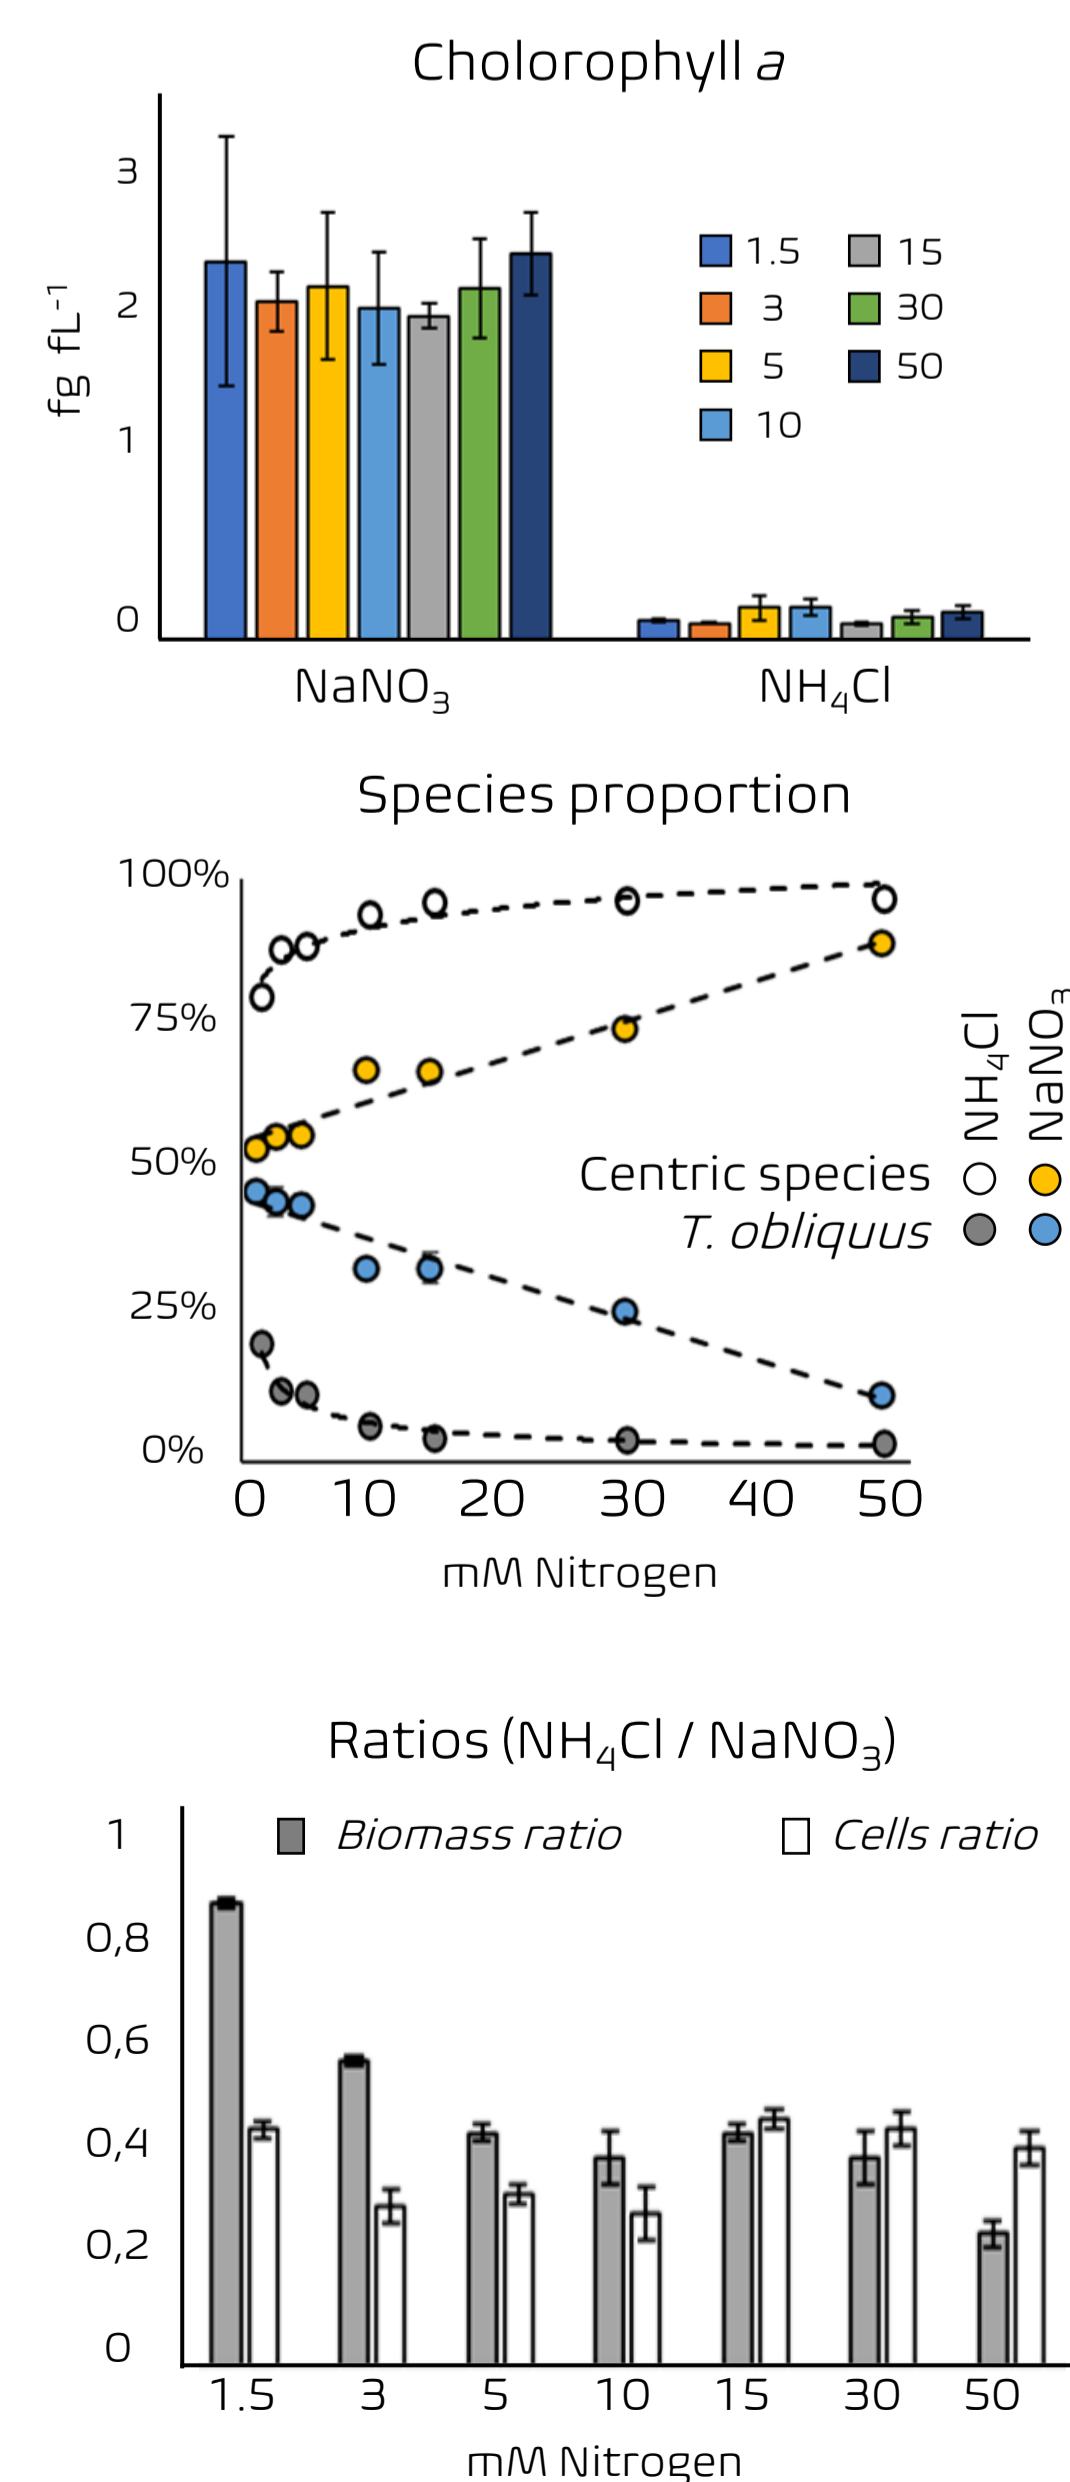 Cholorophyll a
3
2
1
0
fg fL⁻¹
1.5
15
3
30
5
50
10
NaNO₃
NH₄Cl
Species proportion
100%
75%
50%
25%
0%
NH₄Cl
NaNO₃
Centric species
T. obliquus
0 10 20 30 40 50
mM Nitrogen
Ratios (NH₄Cl / NaNO₃)
Biomass ratio
Cells ratio
1
0,8
0,6
0,4
0,2
0
1.5 3 5 10 15 30 50
mM Nitrogen